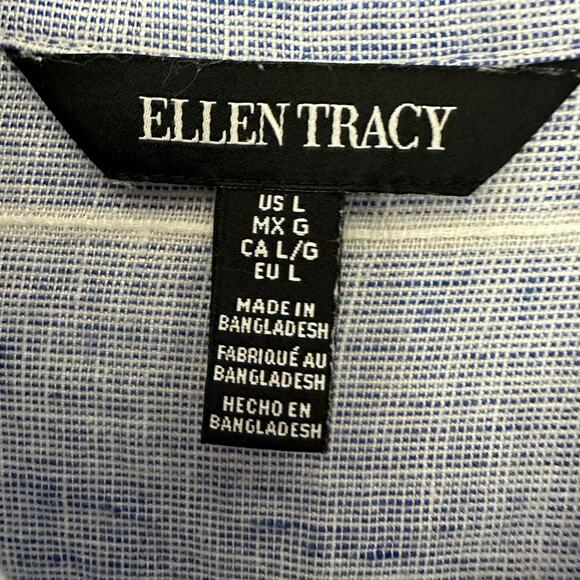 ELLEN TRACY
US L
MX G
CA L/G
EU L
MADE IN
BANGLADESH
FABRIQUÉ AU
BANGLADESH
HECHO EN
BANGLADESH